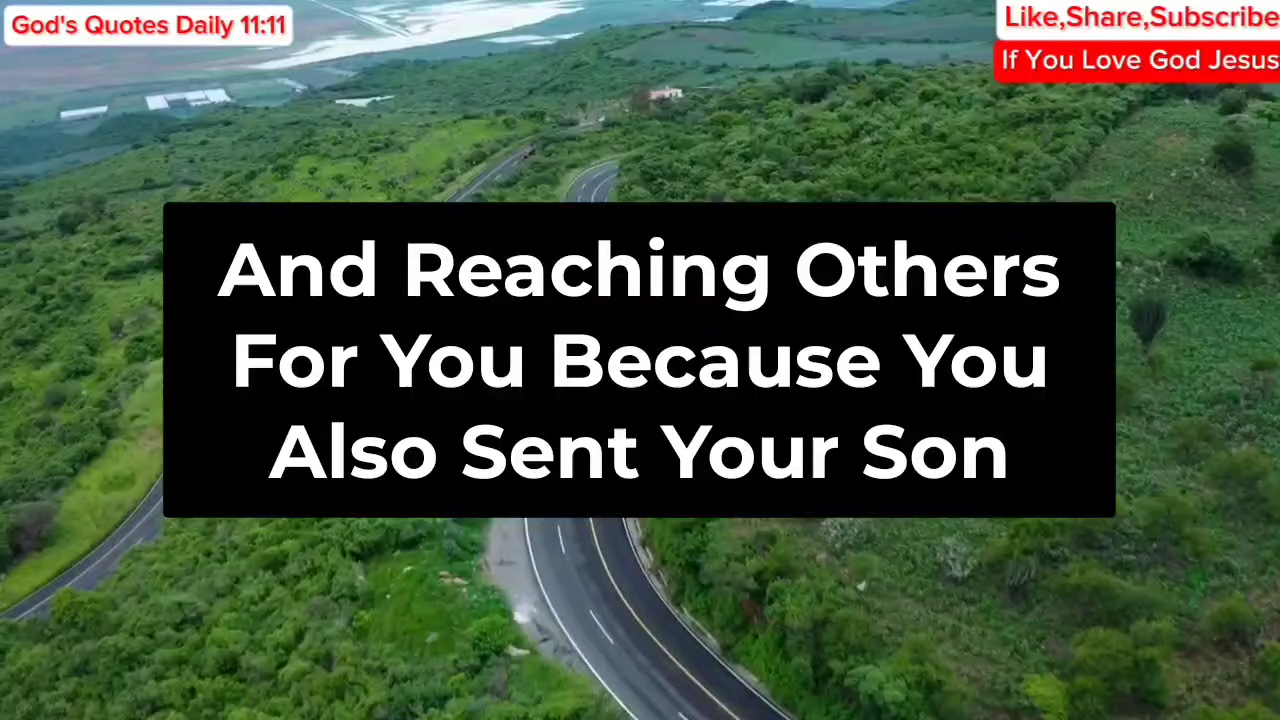 God's Quotes Daily 11:11
Like,Share,Subscribe
If You Love God Jesus
And Reaching Others
For You Because You
Also Sent Your Son